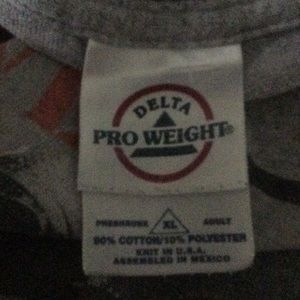 DELTA
PRO WEIGHT®
PRESHRUNK XL ADULT
90% COTTON/10% POLYESTER
KNIT IN U.S.A.
ASSEMBLED IN MEXICO